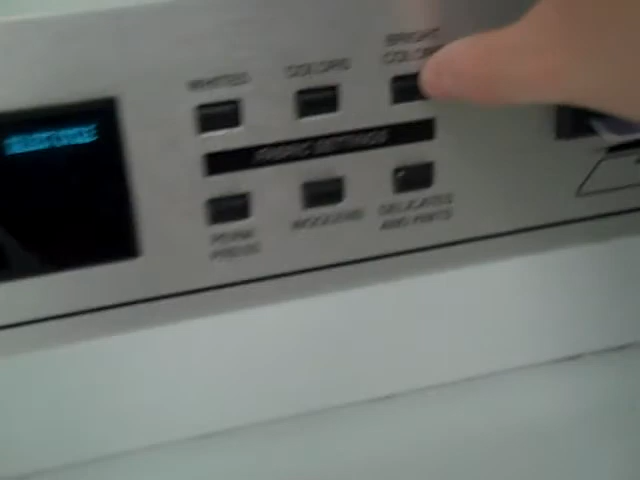 WHITES
COLORS
BRIGHT
COLORS
FABRIC SETTINGS
PERM
PRESS
WOOLENS
DELICATES
AND KNITS